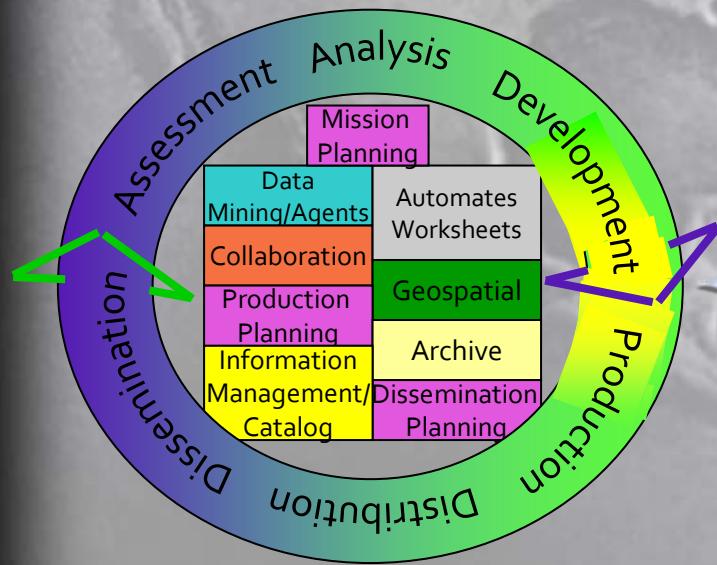 Assessment
Analysis
Development
Production
Distribution
Dissemination
Mission
Planning
Data
Mining/Agents
Collaboration
Production
Planning
Information
Management/
Catalog
Automates
Worksheets
Geospatial
Archive
Dissemination
Planning